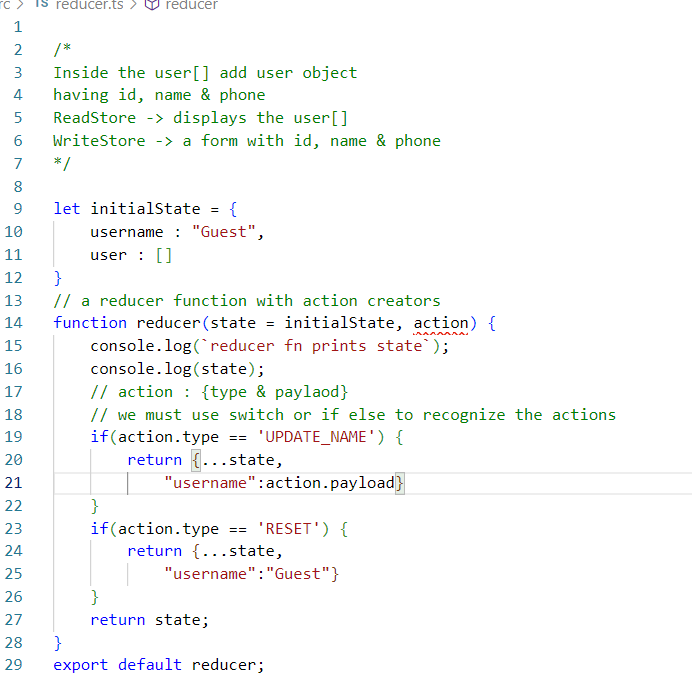 rc > TS reducer.ts > reducer
1
2 /*
3 Inside the user[] add user object
4 having id, name & phone
5 ReadStore -> displays the user[]
6 WriteStore -> a form with id, name & phone
7 */
8
9 let initialState = {
10 username : "Guest",
11 user : []
12 }
13 // a reducer function with action creators
14 function reducer(state = initialState, action) {
15 console.log(`reducer fn prints state`);
16 console.log(state);
17 // action : {type & paylaod}
18 // we must use switch or if else to recognize the actions
19 if(action.type == 'UPDATE_NAME') {
20 return {...state,
21 "username":action.payload}
22 }
23 if(action.type == 'RESET') {
24 return {...state,
25 "username":"Guest"}
26 }
27 return state;
28 }
29 export default reducer;